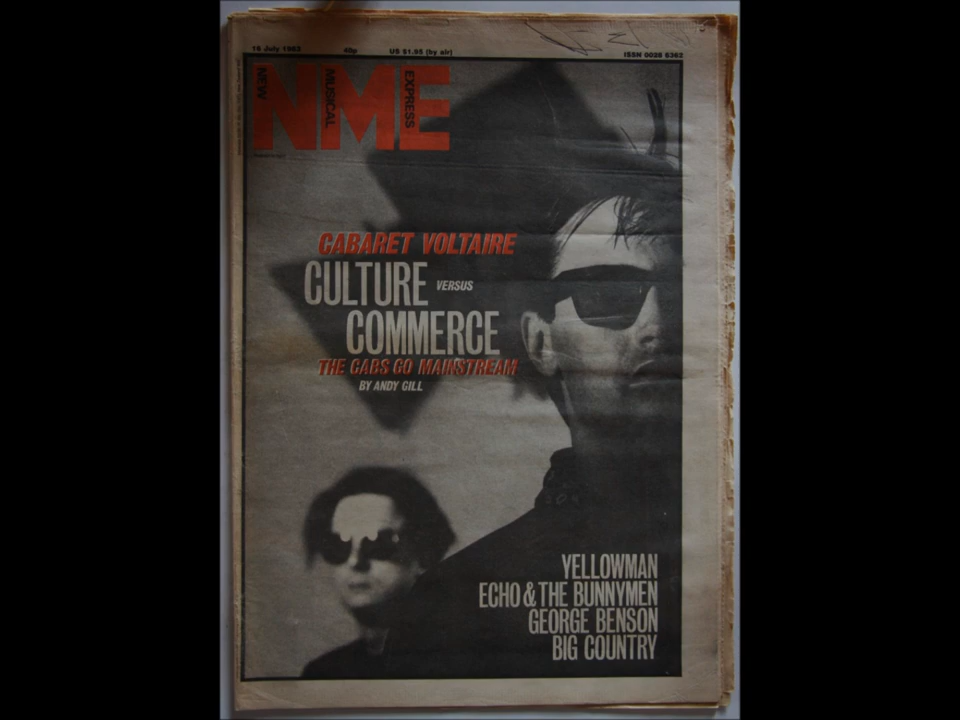 16 July 1983 40p US $1.95 (by air) ISSN 0028 6362
NME
NEW MUSICAL EXPRESS
CABARET VOLTAIRE
CULTURE VERSUS
COMMERCE
THE CABS GO MAINSTREAM
BY ANDY GILL
YELLOWMAN
ECHO & THE BUNNYMEN
GEORGE BENSON
BIG COUNTRY